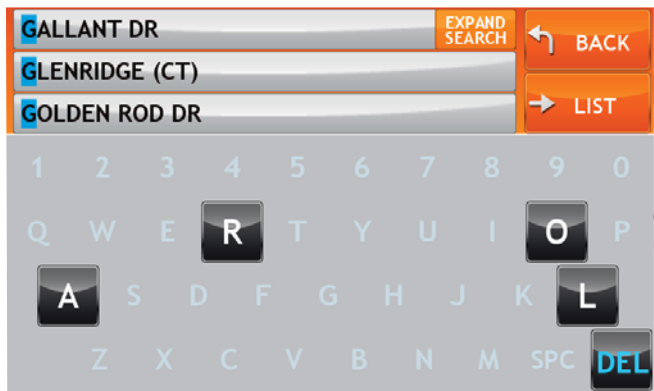 GALLANT DR
EXPAND SEARCH
BACK
GLENRIDGE (CT)
GOLDEN ROD DR
LIST
1 2 3 4 5 6 7 8 9 0
Q W E R T Y U I O P
A S D F G H J K L
Z X C V B N M SPC DEL